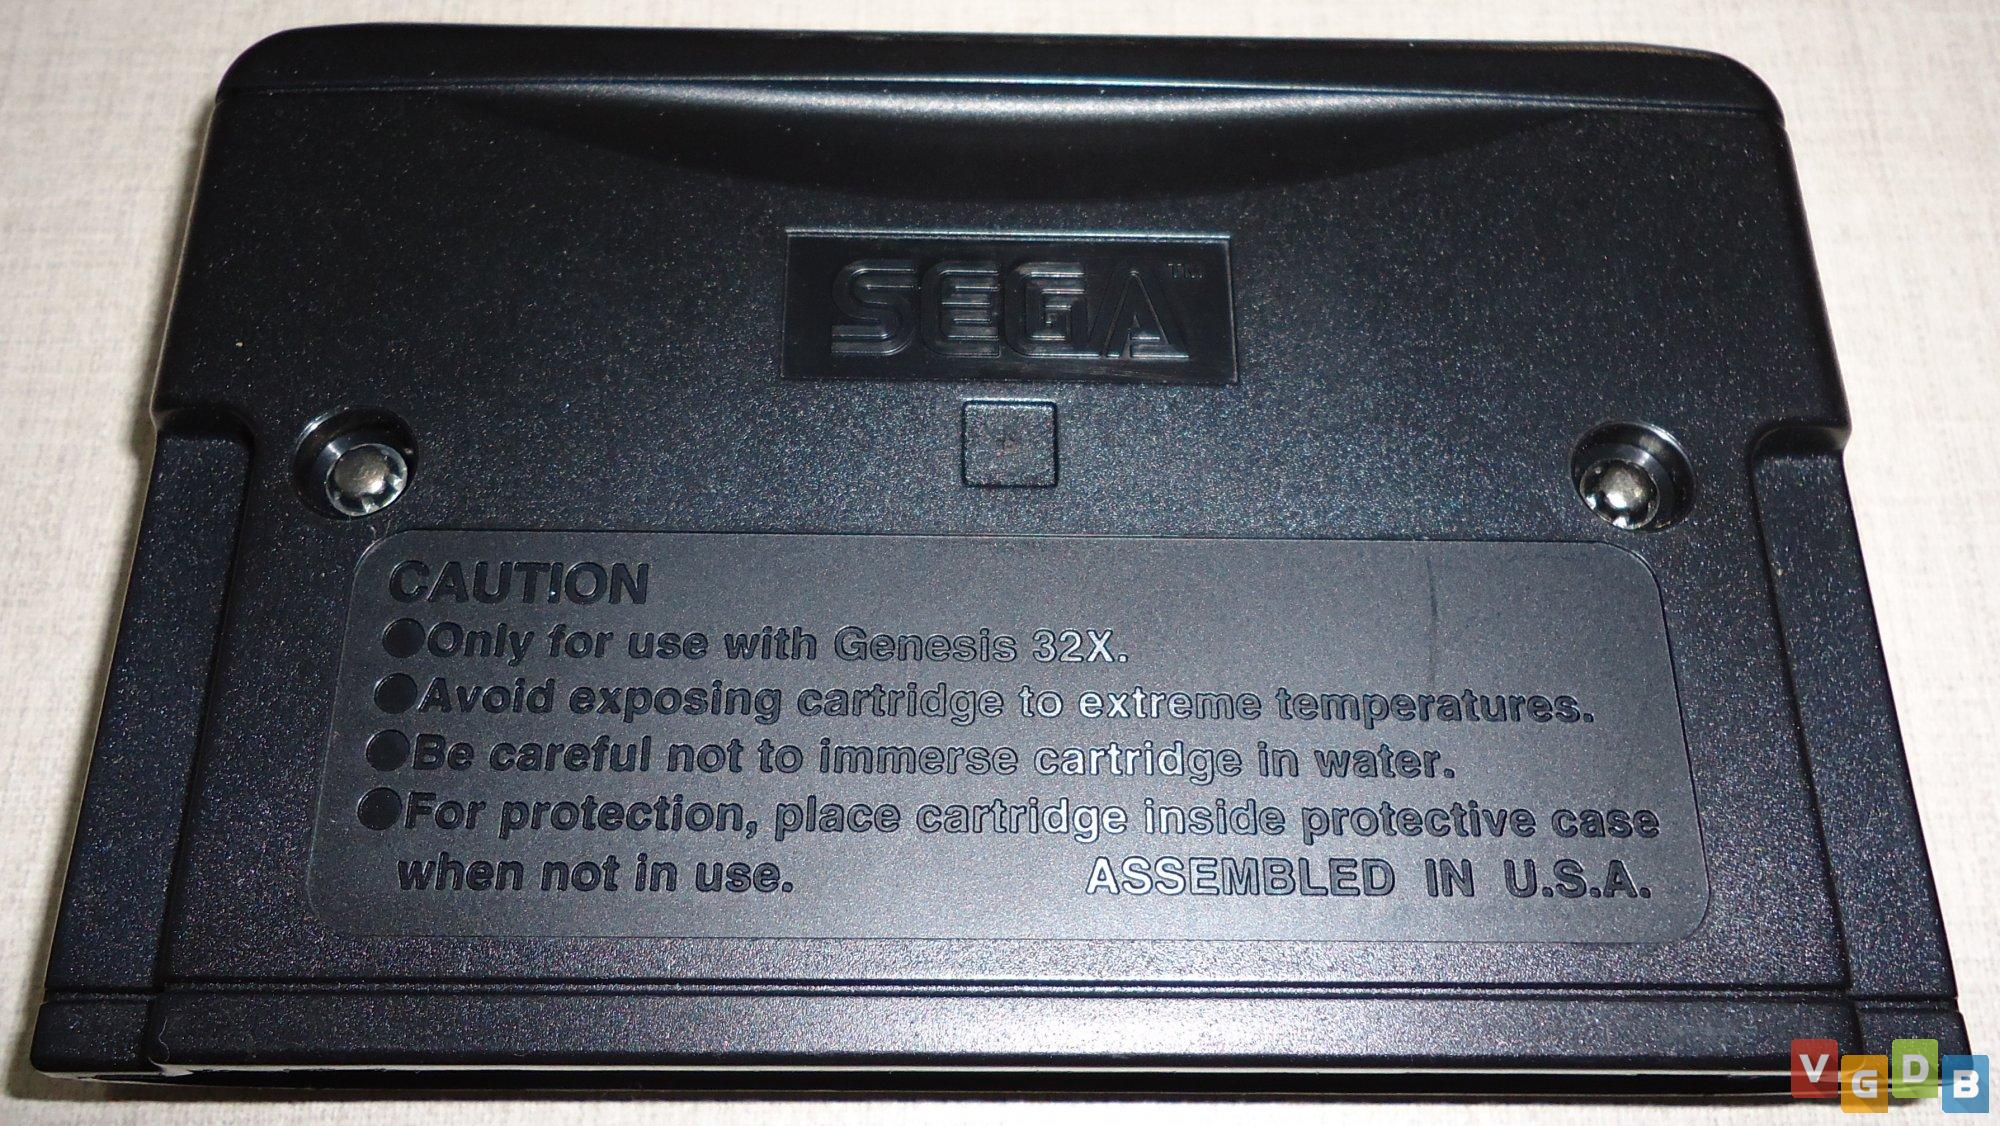 SEGA™
CAUTION
●Only for use with Genesis 32X.
●Avoid exposing cartridge to extreme temperatures.
●Be careful not to immerse cartridge in water.
●For protection, place cartridge inside protective case
when not in use. ASSEMBLED IN U.S.A.
VGDB